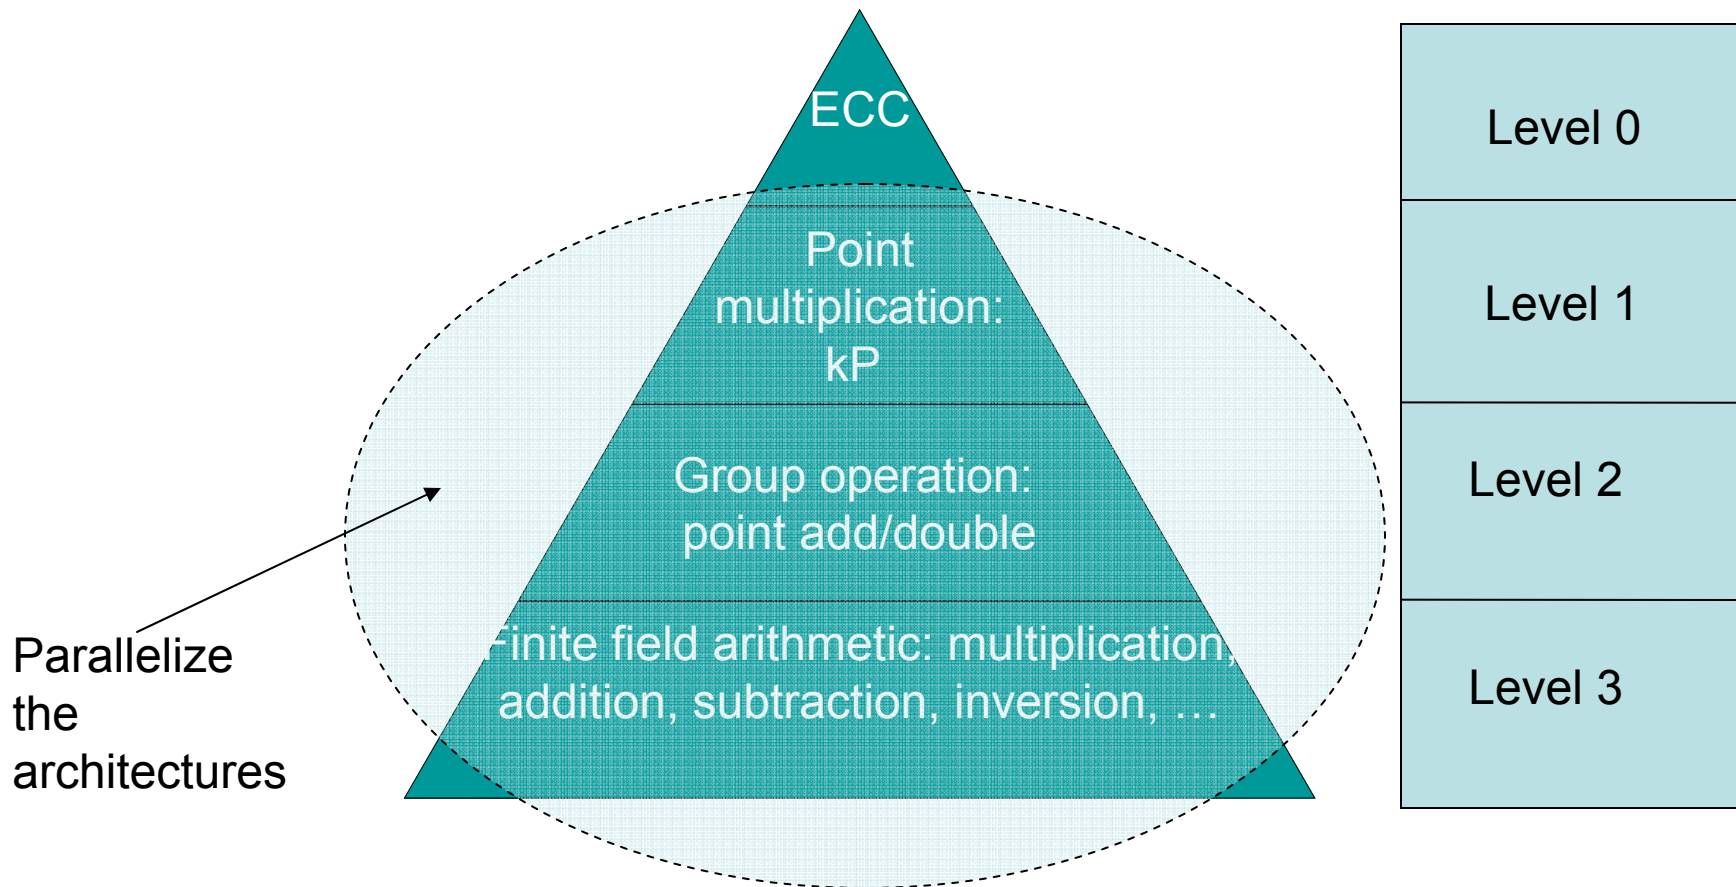 ECC
Level 0
Point
multiplication:
kP
Level 1
Group operation:
point add/double
Level 2
Parallelize
the
architectures
Finite field arithmetic: multiplication,
addition, subtraction, inversion, …
Level 3